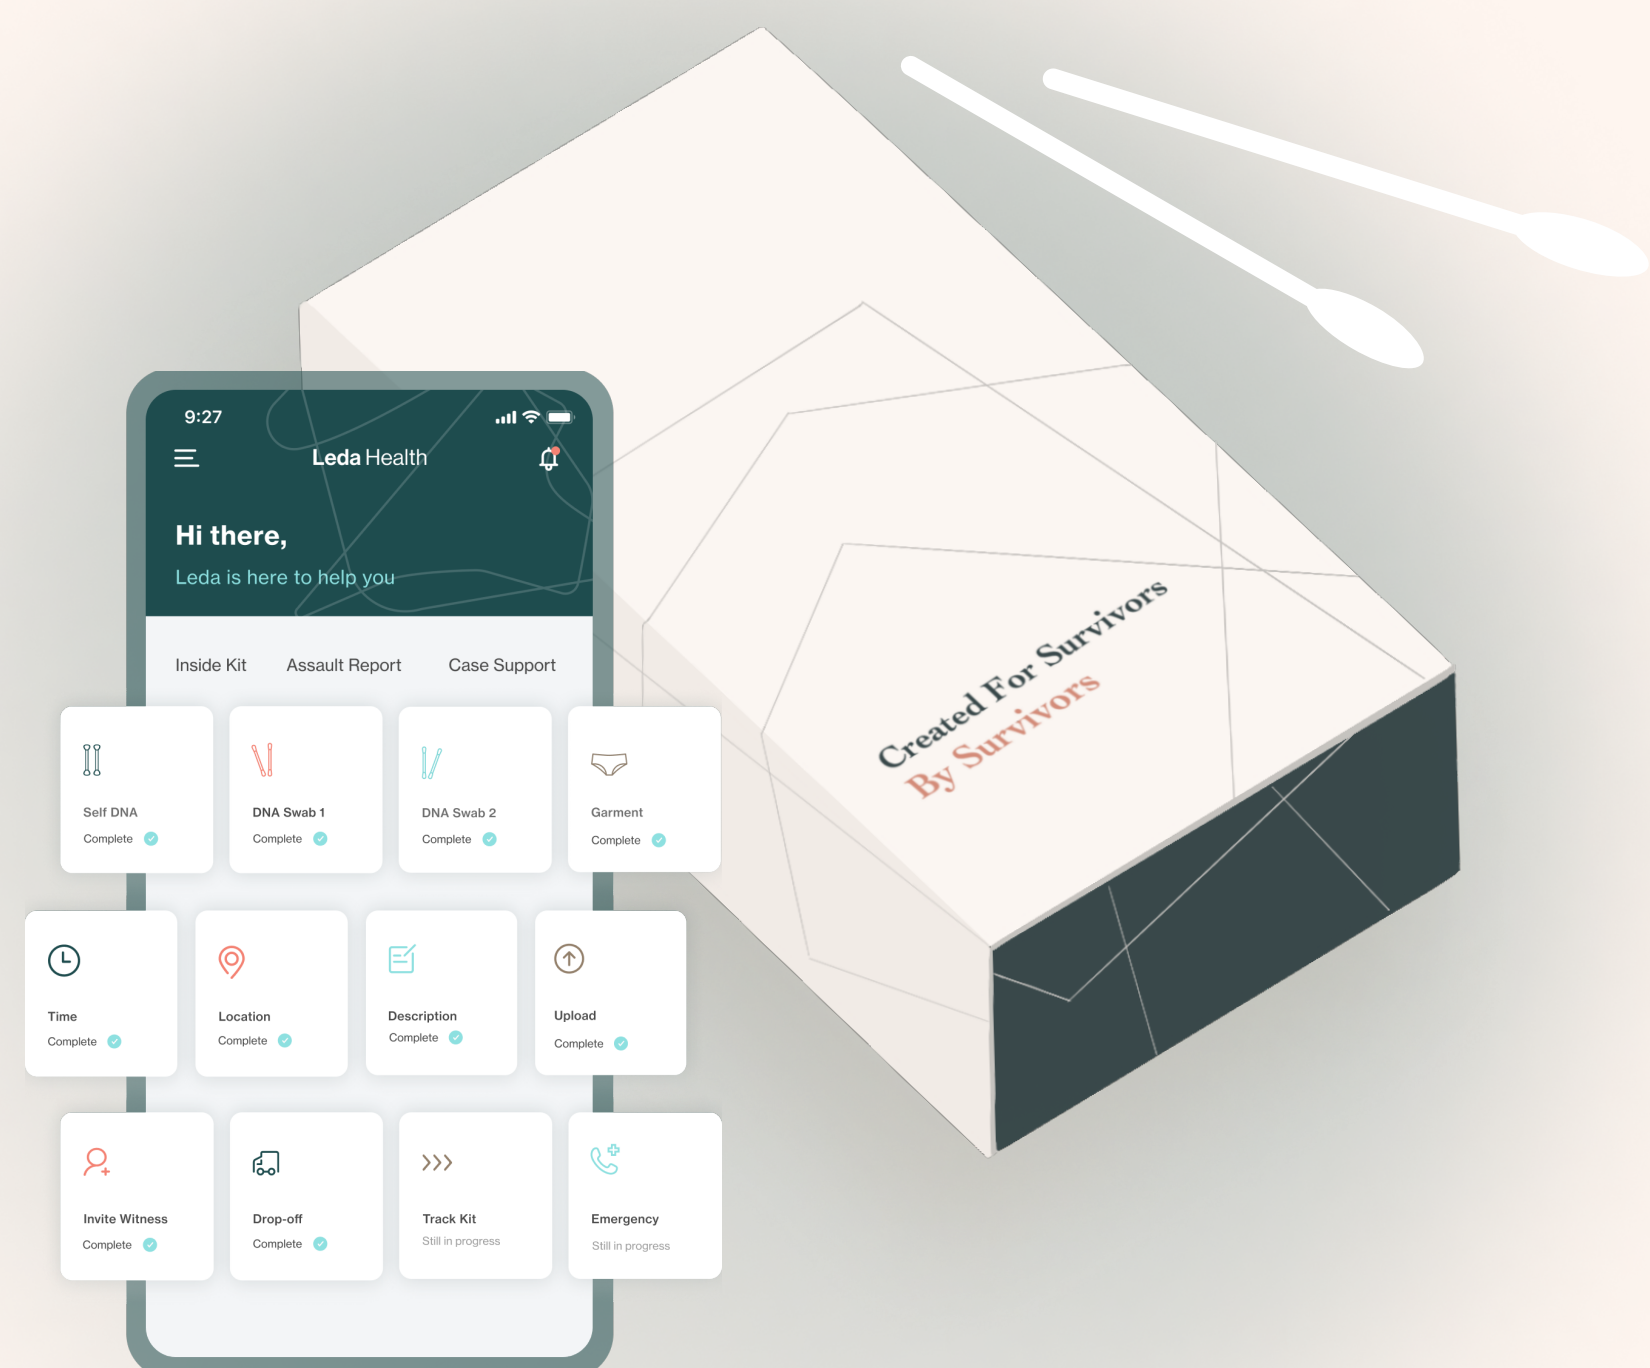 9:27
Leda Health
Hi there,
Leda is here to help you
Inside Kit Assault Report Case Support
Self DNA
Complete
DNA Swab 1
Complete
DNA Swab 2
Complete
Garment
Complete
Time
Complete
Location
Complete
Description
Complete
Upload
Complete
Invite Witness
Complete
Drop-off
Complete
Track Kit
Still in progress
Emergency
Still in progress
Created For Survivors
By Survivors